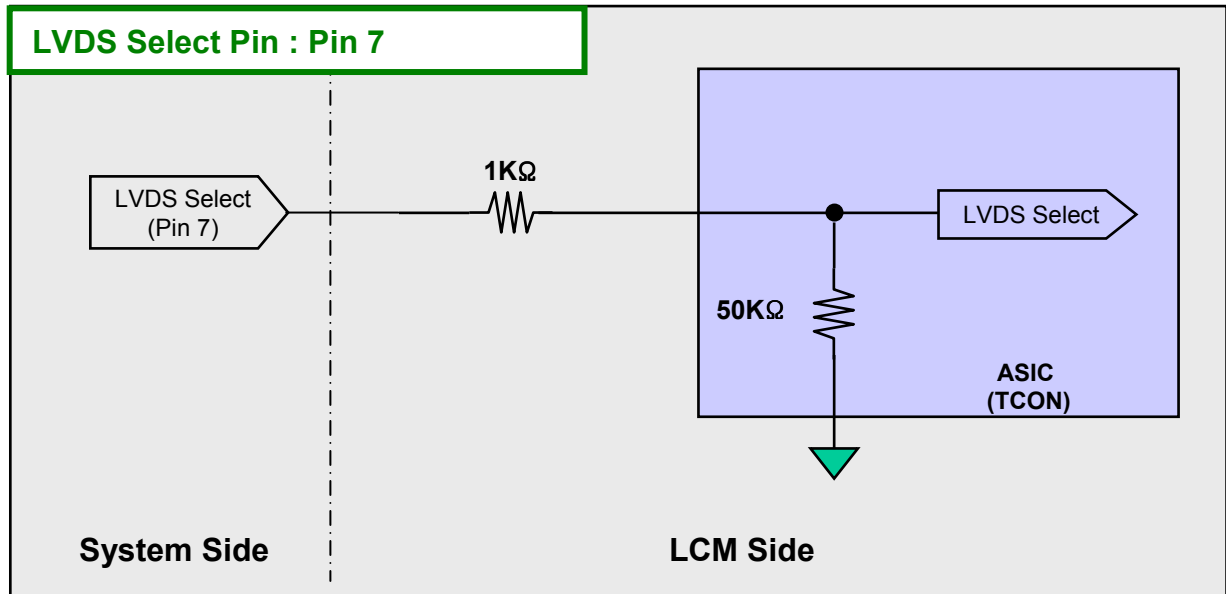 LVDS Select Pin : Pin 7
1KΩ
LVDS Select
(Pin 7)
LVDS Select
50KΩ
ASIC
(TCON)
System Side
LCM Side